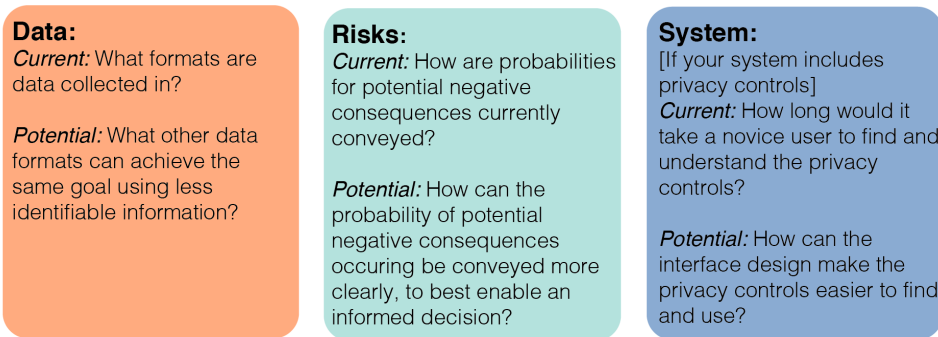 Data:
Current: What formats are
data collected in?
Potential: What other data
formats can achieve the
same goal using less
identifiable information?
Risks:
Current: How are probabilities
for potential negative
consequences currently
conveyed?
Potential: How can the
probability of potential
negative consequences
occuring be conveyed more
clearly, to best enable an
informed decision?
System:
[If your system includes
privacy controls]
Current: How long would it
take a novice user to find and
understand the privacy
controls?
Potential: How can the
interface design make the
privacy controls easier to find
and use?